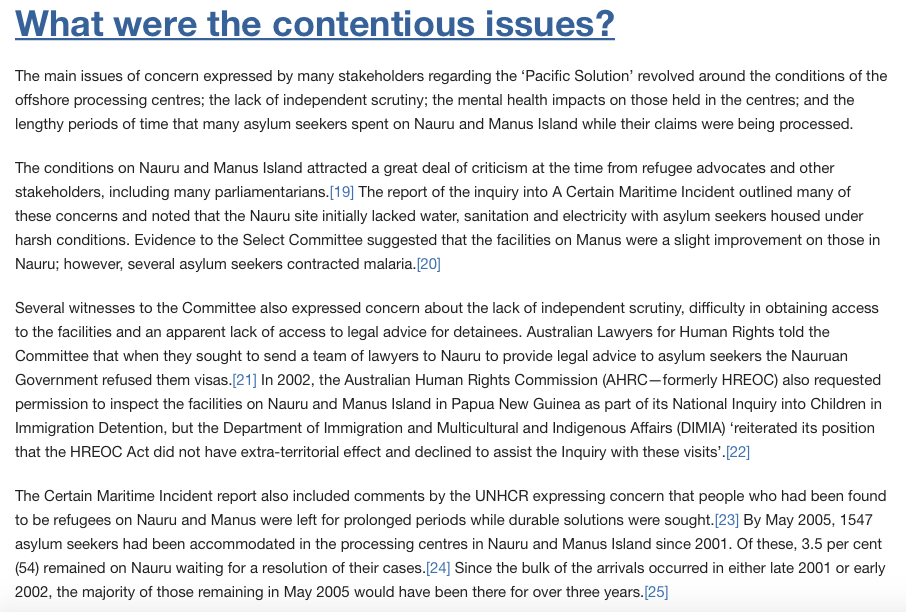 What were the contentious issues?
The main issues of concern expressed by many stakeholders regarding the ‘Pacific Solution’ revolved around the conditions of the
offshore processing centres; the lack of independent scrutiny; the mental health impacts on those held in the centres; and the
lengthy periods of time that many asylum seekers spent on Nauru and Manus Island while their claims were being processed.
The conditions on Nauru and Manus Island attracted a great deal of criticism at the time from refugee advocates and other
stakeholders, including many parliamentarians.[19] The report of the inquiry into A Certain Maritime Incident outlined many of
these concerns and noted that the Nauru site initially lacked water, sanitation and electricity with asylum seekers housed under
harsh conditions. Evidence to the Select Committee suggested that the facilities on Manus were a slight improvement on those in
Nauru; however, several asylum seekers contracted malaria.[20]
Several witnesses to the Committee also expressed concern about the lack of independent scrutiny, difficulty in obtaining access
to the facilities and an apparent lack of access to legal advice for detainees. Australian Lawyers for Human Rights told the
Committee that when they sought to send a team of lawyers to Nauru to provide legal advice to asylum seekers the Nauruan
Government refused them visas.[21] In 2002, the Australian Human Rights Commission (AHRC—formerly HREOC) also requested
permission to inspect the facilities on Nauru and Manus Island in Papua New Guinea as part of its National Inquiry into Children in
Immigration Detention, but the Department of Immigration and Multicultural and Indigenous Affairs (DIMIA) ‘reiterated its position
that the HREOC Act did not have extra-territorial effect and declined to assist the Inquiry with these visits’.[22]
The Certain Maritime Incident report also included comments by the UNHCR expressing concern that people who had been found
to be refugees on Nauru and Manus were left for prolonged periods while durable solutions were sought.[23] By May 2005, 1547
asylum seekers had been accommodated in the processing centres in Nauru and Manus Island since 2001. Of these, 3.5 per cent
(54) remained on Nauru waiting for a resolution of their cases.[24] Since the bulk of the arrivals occurred in either late 2001 or early
2002, the majority of those remaining in May 2005 would have been there for over three years.[25]